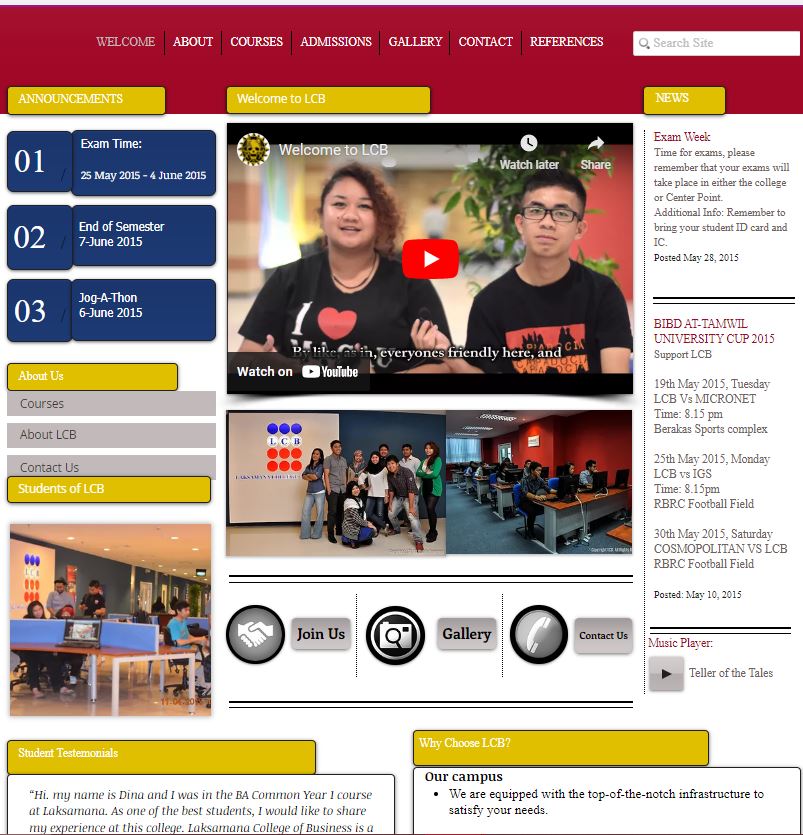 WELCOME ABOUT COURSES ADMISSIONS GALLERY CONTACT REFERENCES
Search Site
ANNOUNCEMENTS
01
/
Exam Time:
25 May 2015 - 4 June 2015
02
/
End of Semester
7-June 2015
03
/
Jog-A-Thon
6-June 2015
About Us
Courses
About LCB
Contact Us
Students of LCB
Welcome to LCB
Welcome to LCB
Watch later
Share
I
By like, as in, everyones friendly here, and
Watch on YouTube
L C B
Join Us
Gallery
Contact Us
NEWS
Exam Week
Time for exams, please
remember that your exams will
take place in either the college
or Center Point.
Additional Info: Remember to
bring your student ID card and
IC.
Posted May 28, 2015
BIBD AT-TAMWIL
UNIVERSITY CUP 2015
Support LCB
19th May 2015, Tuesday
LCB Vs MICRONET
Time: 8.15 pm
Berakas Sports complex
25th May 2015, Monday
LCB vs IGS
Time: 8.15pm
RBRC Football Field
30th May 2015, Saturday
COSMOPOLITAN VS LCB
RBRC Football Field
Posted: May 10, 2015
Music Player:
Teller of the Tales
Student Testemonials
“Hi. my name is Dina and I was in the BA Common Year I course
at Laksamana. As one of the best students, I would like to share
my experience at this college. Laksamana College of Business is a
Why Choose LCB?
Our campus
• We are equipped with the top-of-the-notch infrastructure to
satisfy your needs.